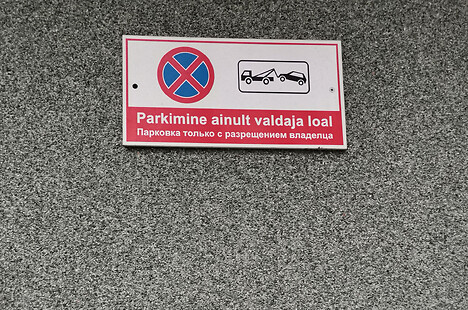 Parkimine ainult valdaja loal
Парковка только с разрещением владелца